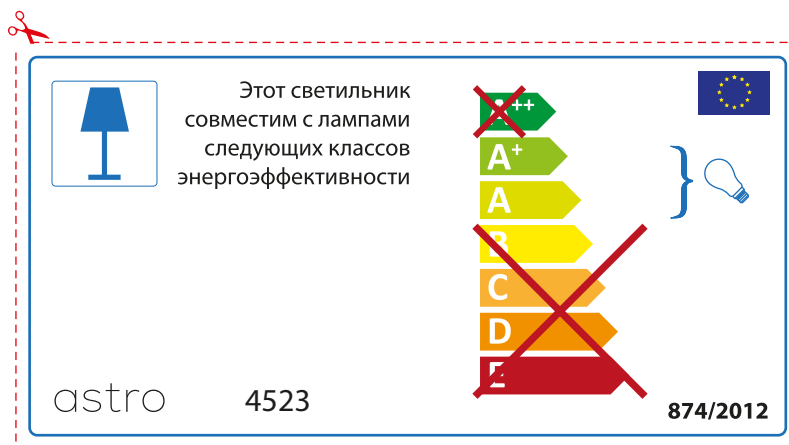 Этот светильник
совместим с лампами
следующих классов
энергоэффективности
A++
A+
A
B
C
D
E
astro
4523
874/2012